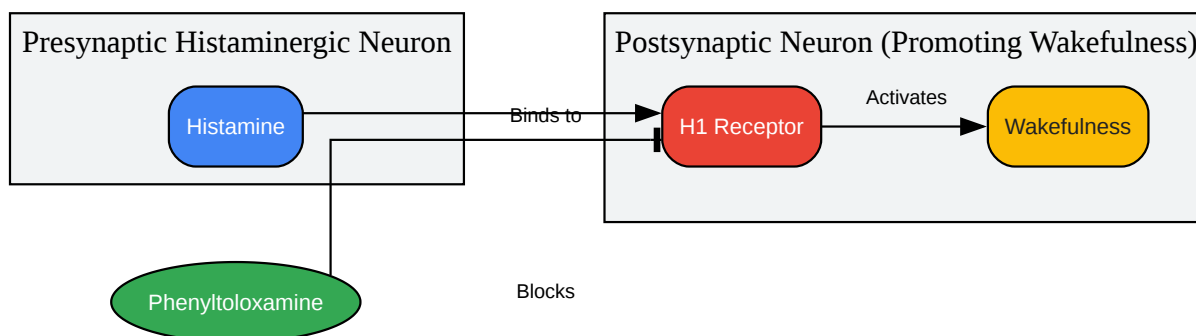 Presynaptic Histaminergic Neuron
Postsynaptic Neuron (Promoting Wakefulness)
Histamine
Binds to
H1 Receptor
Activates
Wakefulness
Phenyltoloxamine
Blocks